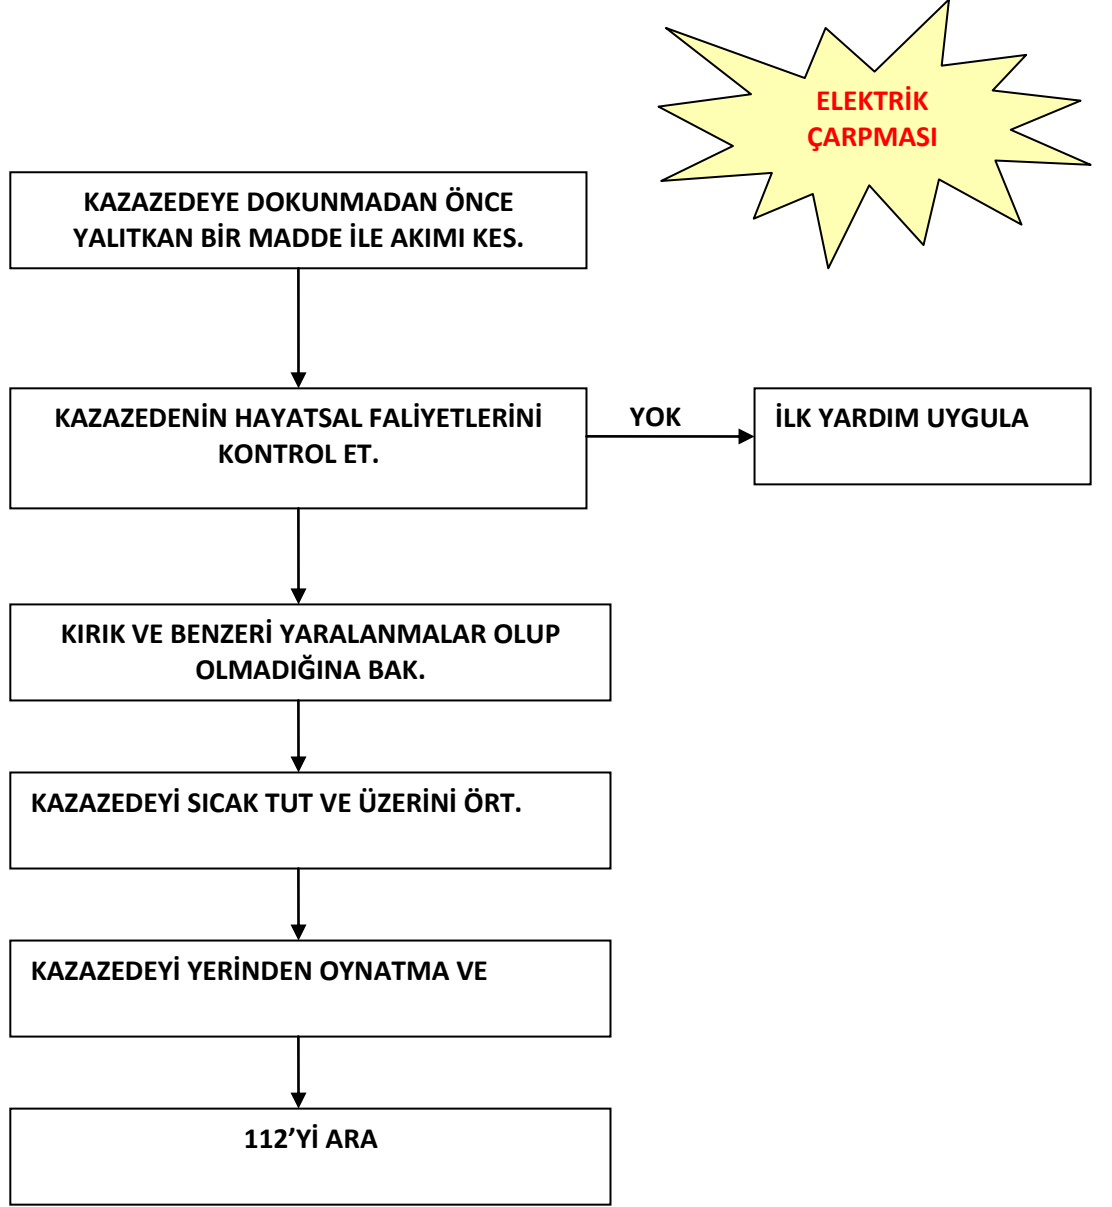 ELEKTRİK
ÇARPMASI
KAZAZEDEYE DOKUNMADAN ÖNCE
YALITKAN BİR MADDE İLE AKIMI KES.
KAZAZEDENİN HAYATSAL FALİYETLERİNİ
KONTROL ET.
YOK
İLK YARDIM UYGULA
KIRIK VE BENZERİ YARALANMALAR OLUP
OLMADIĞINA BAK.
KAZAZEDEYİ SICAK TUT VE ÜZERİNİ ÖRT.
KAZAZEDEYİ YERİNDEN OYNATMA VE
112’Yİ ARA